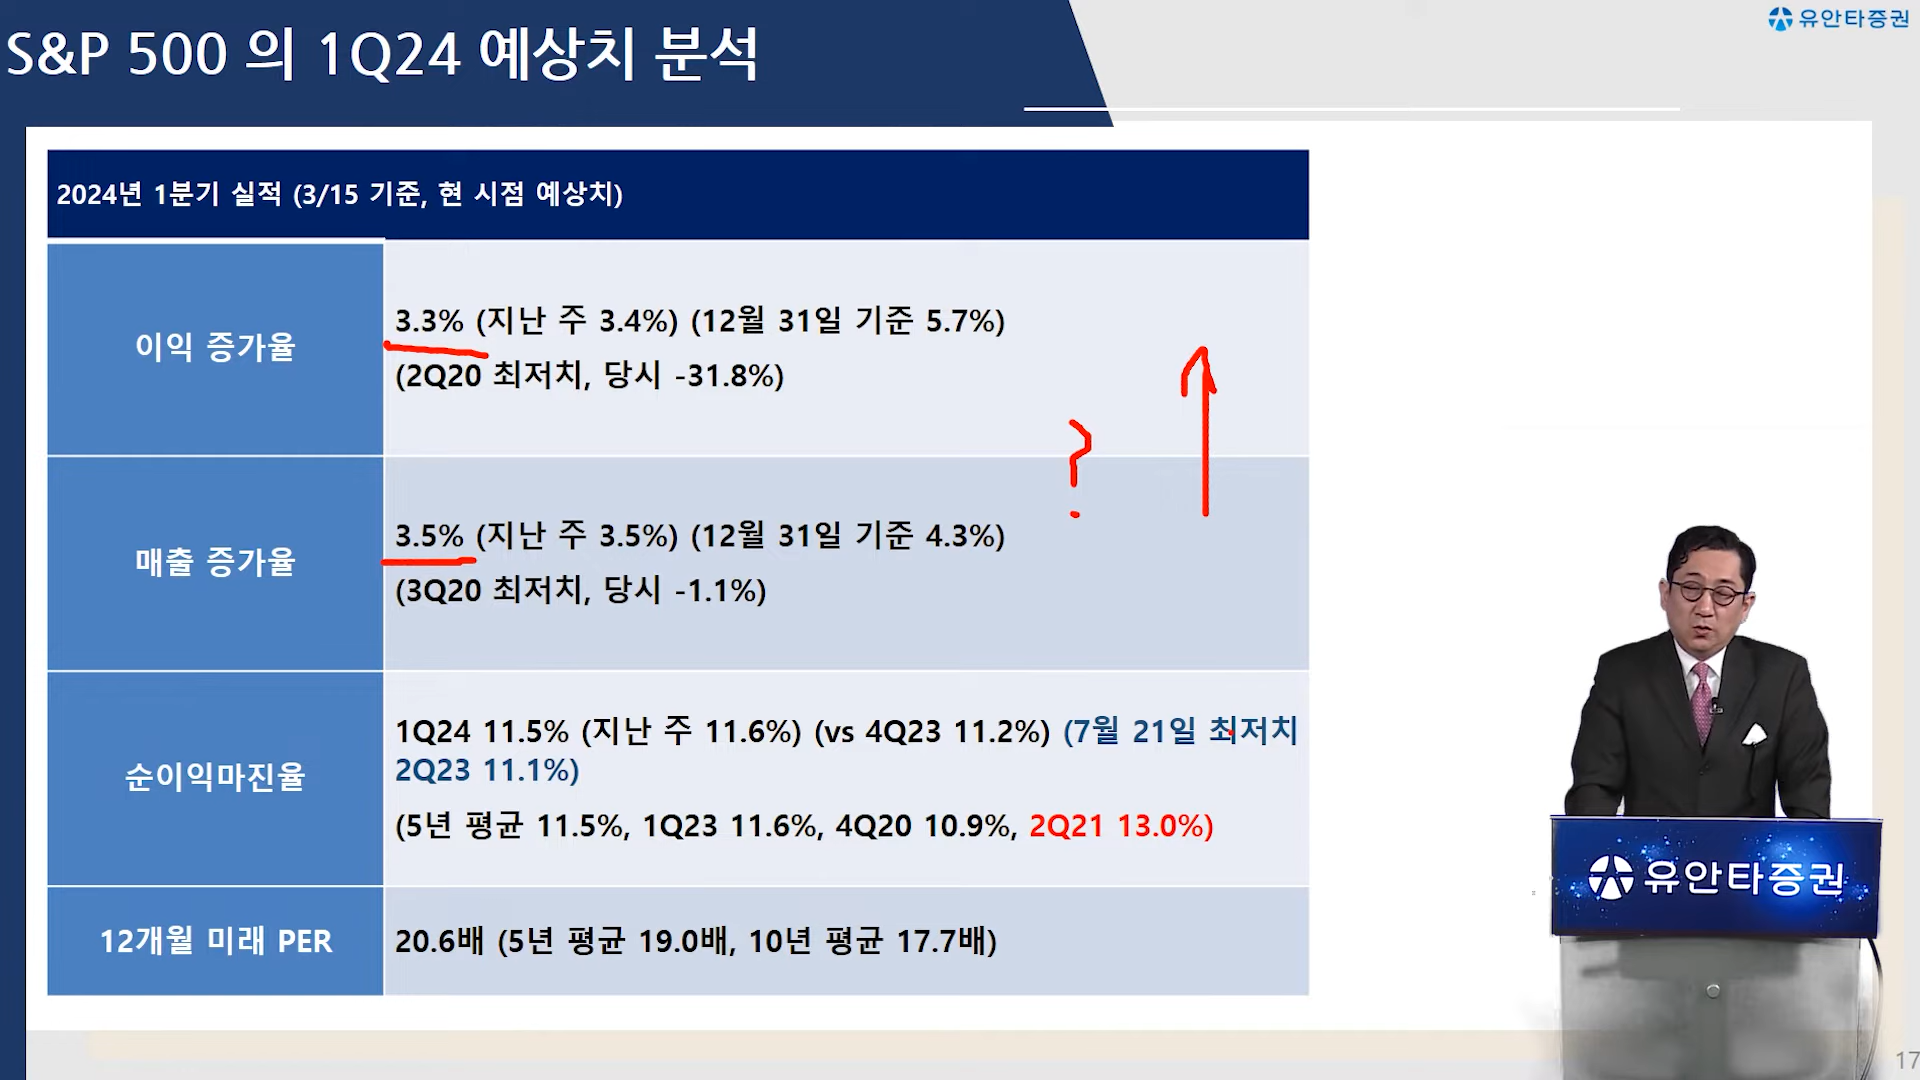 유안타증권
S&P 500 의 1Q24 예상치 분석
2024년 1분기 실적 (3/15 기준, 현 시점 예상치)
이익 증가율
3.3% (지난 주 3.4%) (12월 31일 기준 5.7%)
(2Q20 최저치, 당시 -31.8%)
?
매출 증가율
3.5% (지난 주 3.5%) (12월 31일 기준 4.3%)
(3Q20 최저치, 당시 -1.1%)
순이익마진율
1Q24 11.5% (지난 주 11.6%) (vs 4Q23 11.2%) (7월 21일 최저치
2Q23 11.1%)
(5년 평균 11.5%, 1Q23 11.6%, 4Q20 10.9%, 2Q21 13.0%)
12개월 미래 PER
20.6배 (5년 평균 19.0배, 10년 평균 17.7배)
유안타증권
17